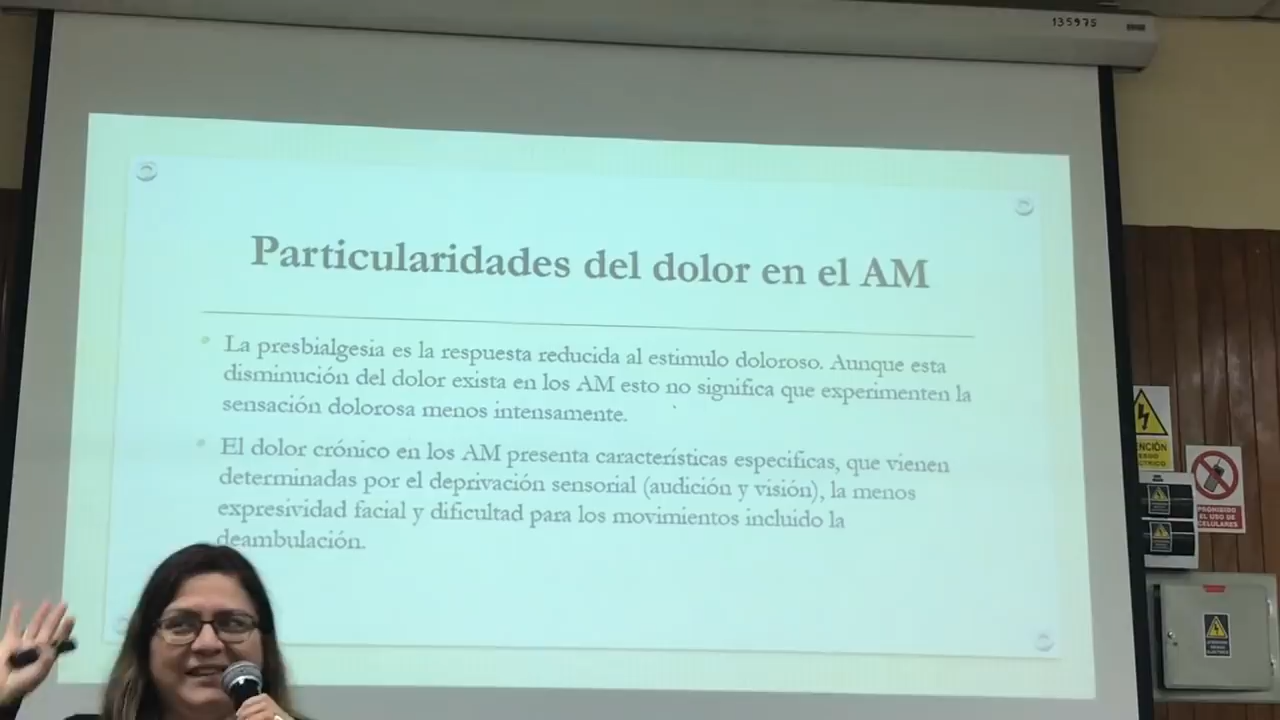 135975
Particularidades del dolor en el AM
La presbialgesia es la respuesta reducida al estimulo doloroso. Aunque esta
disminución del dolor exista en los AM esto no significa que experimenten la
sensación dolorosa menos intensamente.
El dolor crónico en los AM presenta características especificas, que vienen
determinadas por el deprivación sensorial (audición y visión), la menos
expresividad facial y dificultad para los movimientos incluido la
deambulación.
PROHIBIDO
EL USO DE
CELULARES